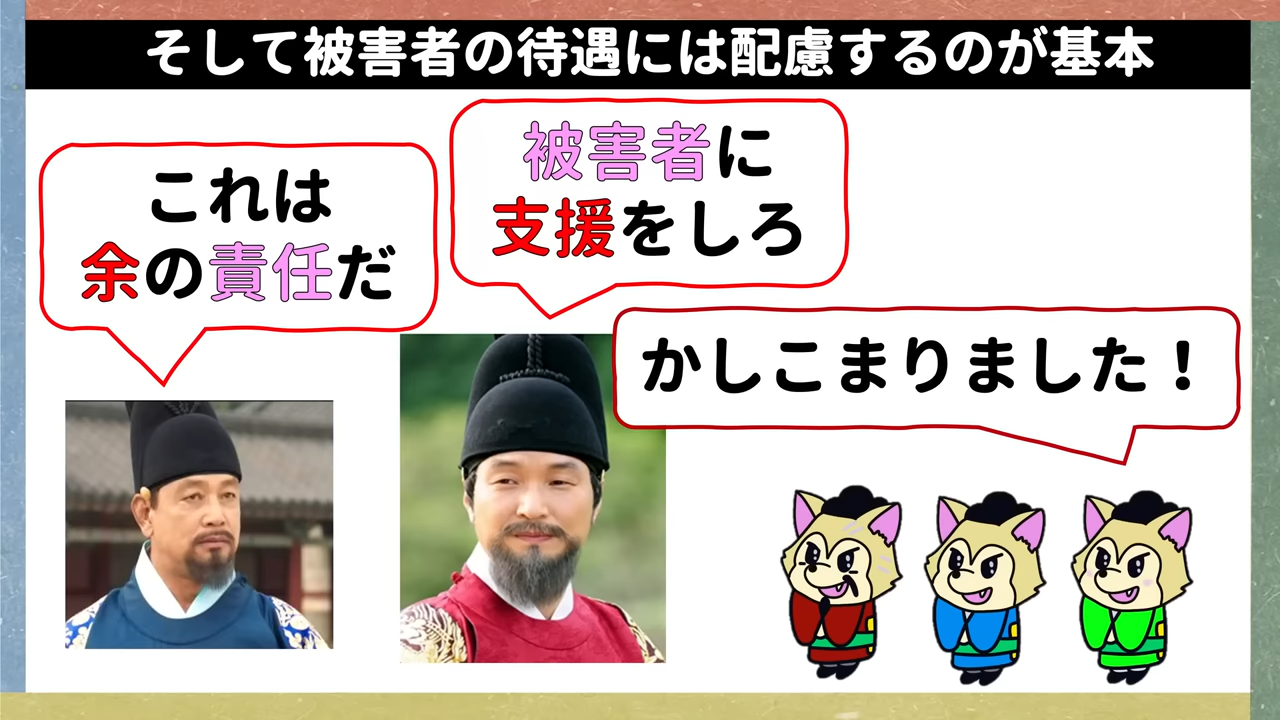 そして被害者の待遇には配慮するのが基本
これは
余の責任だ
被害者に
支援をしろ
かしこまりました！